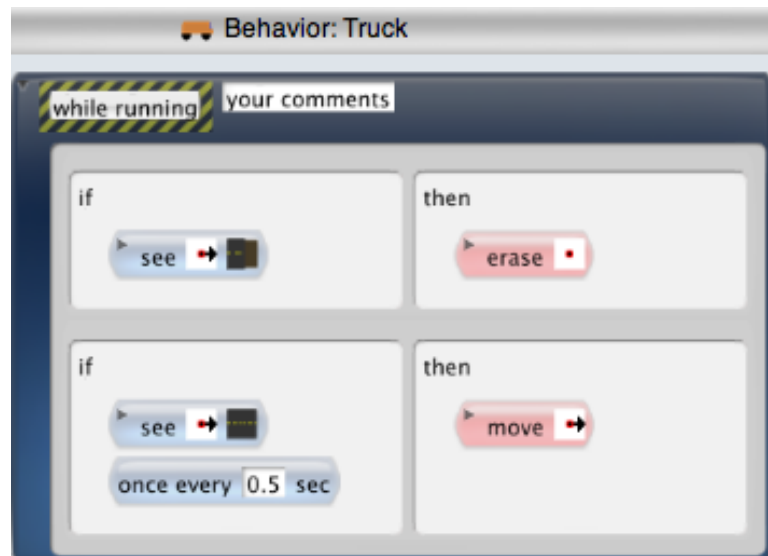 Behavior: Truck
while running your comments
if
see
then
erase
if
see
once every 0.5 sec
then
move